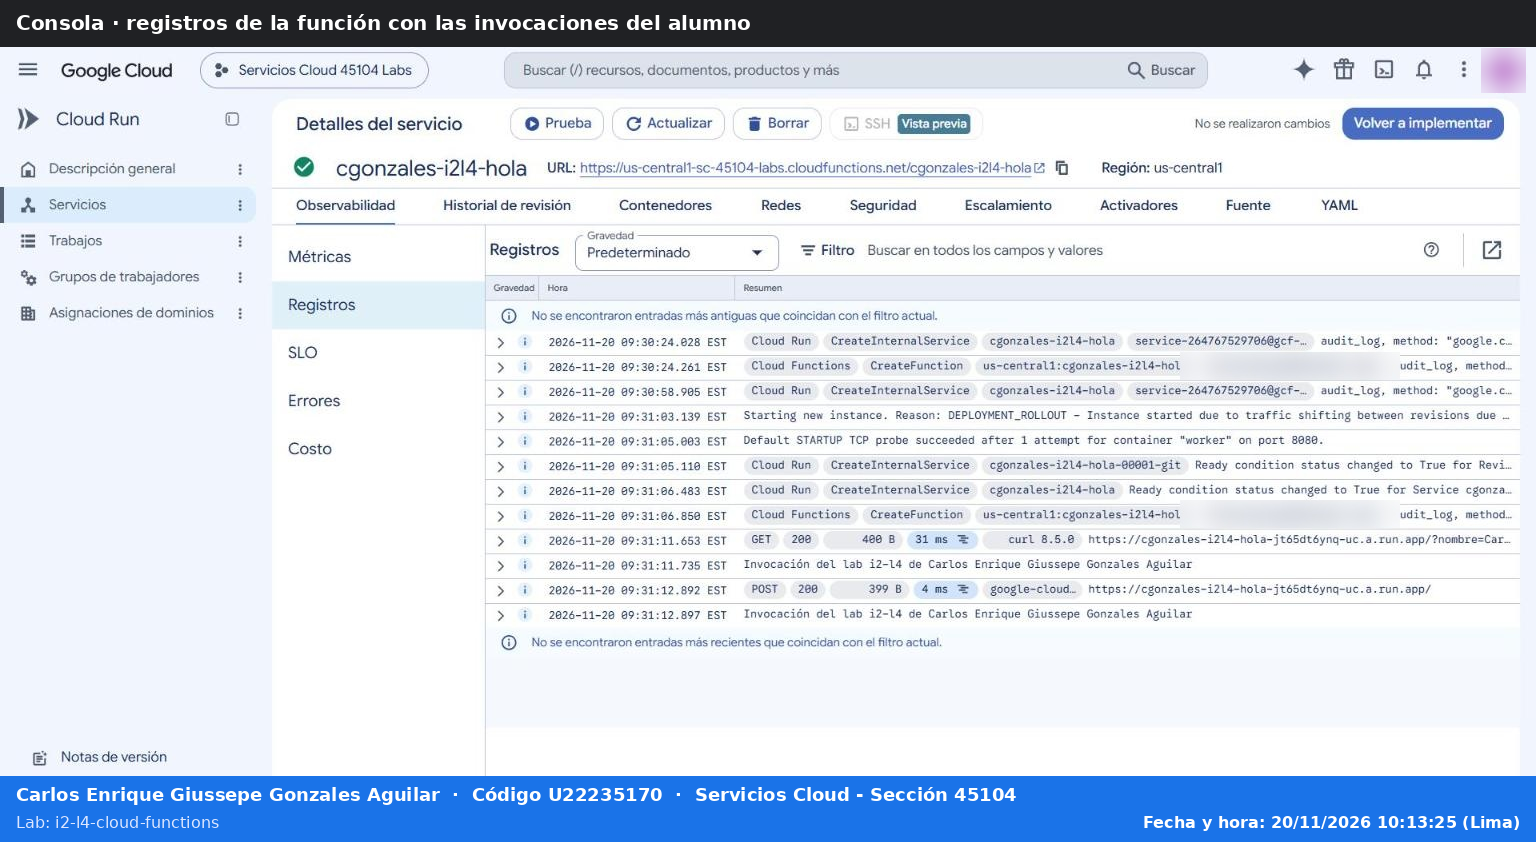 Consola · registros de la función con las invocaciones del alumno
Google Cloud Servicios Cloud 45104 Labs Buscar (/) recursos, documentos, productos y más Buscar
Cloud Run
Descripción general
Servicios
Trabajos
Grupos de trabajadores
Asignaciones de dominios
Notas de versión
Detalles del servicio Prueba Actualizar Borrar SSH Vista previa No se realizaron cambios Volver a implementar
cgonzales-i2l4-hola URL: https://us-central1-sc-45104-labs.cloudfunctions.net/cgonzales-i2l4-hola Región: us-central1
Observabilidad Historial de revisión Contenedores Redes Seguridad Escalamiento Activadores Fuente YAML
Métricas
Registros
SLO
Errores
Costo
Registros Gravedad Predeterminado Filtro Buscar en todos los campos y valores
Gravedad Hora Resumen
No se encontraron entradas más antiguas que coincidan con el filtro actual.
2026-11-20 09:30:24.028 EST Cloud Run CreateInternalService cgonzales-i2l4-hola service-264767529706@gcf-… audit_log, method: "google.c…
2026-11-20 09:30:24.261 EST Cloud Functions CreateFunction us-central1:cgonzales-i2l4-hol udit_log, method…
2026-11-20 09:30:58.905 EST Cloud Run CreateInternalService cgonzales-i2l4-hola service-264767529706@gcf-… audit_log, method: "google.c…
2026-11-20 09:31:03.139 EST Starting new instance. Reason: DEPLOYMENT_ROLLOUT - Instance started due to traffic shifting between revisions due …
2026-11-20 09:31:05.003 EST Default STARTUP TCP probe succeeded after 1 attempt for container "worker" on port 8080.
2026-11-20 09:31:05.110 EST Cloud Run CreateInternalService cgonzales-i2l4-hola-00001-git Ready condition status changed to True for Revi…
2026-11-20 09:31:06.483 EST Cloud Run CreateInternalService cgonzales-i2l4-hola Ready condition status changed to True for Service cgonza…
2026-11-20 09:31:06.850 EST Cloud Functions CreateFunction us-central1:cgonzales-i2l4-hol udit_log, method…
2026-11-20 09:31:11.653 EST GET 200 400 B 31 ms curl 8.5.0 https://cgonzales-i2l4-hola-jt65dt6ynq-uc.a.run.app/?nombre=Car…
2026-11-20 09:31:11.735 EST Invocación del lab i2-l4 de Carlos Enrique Giussepe Gonzales Aguilar
2026-11-20 09:31:12.892 EST POST 200 399 B 4 ms google-cloud… https://cgonzales-i2l4-hola-jt65dt6ynq-uc.a.run.app/
2026-11-20 09:31:12.897 EST Invocación del lab i2-l4 de Carlos Enrique Giussepe Gonzales Aguilar
No se encontraron entradas más recientes que coincidan con el filtro actual.
Carlos Enrique Giussepe Gonzales Aguilar · Código U22235170 · Servicios Cloud - Sección 45104
Lab: i2-l4-cloud-functions Fecha y hora: 20/11/2026 10:13:25 (Lima)